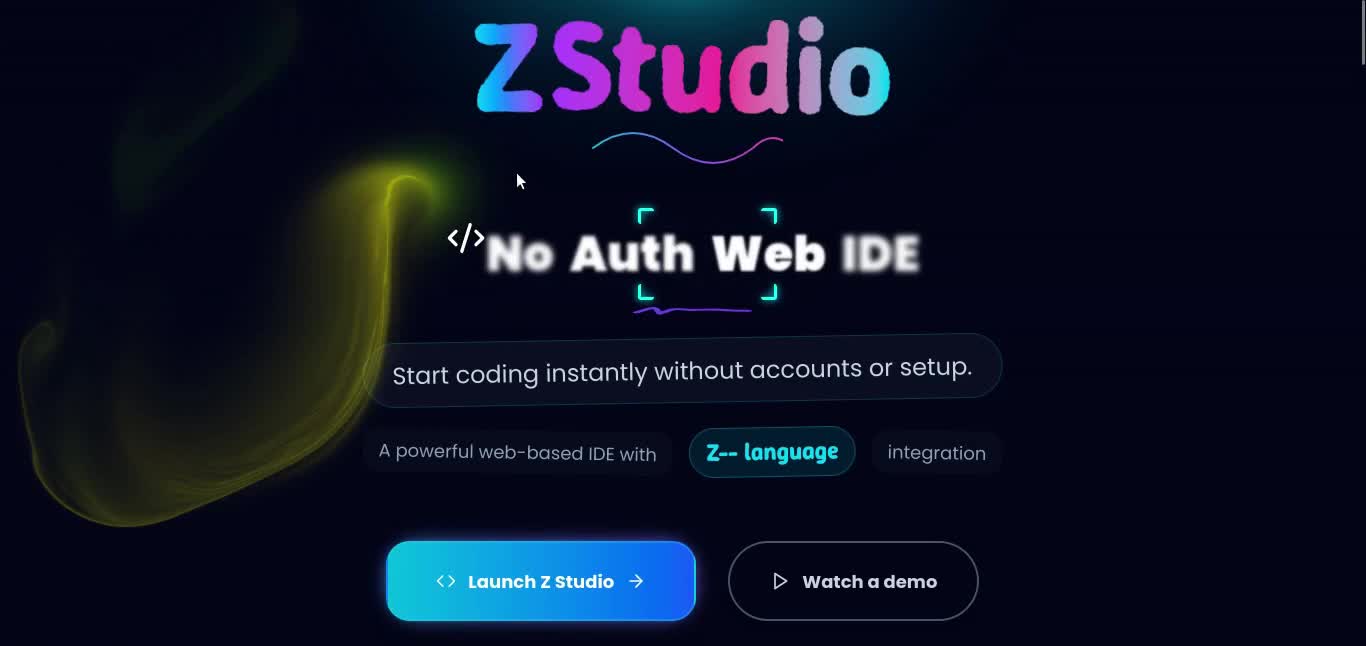 ZStudio
</> No Auth Web IDE
Start coding instantly without accounts or setup.
A powerful web-based IDE with Z-- language integration
<> Launch Z Studio →
Watch a demo